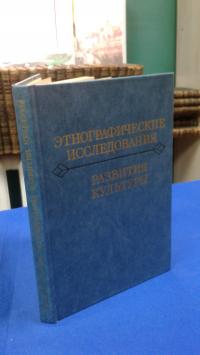 ЭТНОГРАФИЧЕСКИЕ
ИССЛЕДОВАНИЯ
РАЗВИТИЯ
КУЛЬТУРЫ